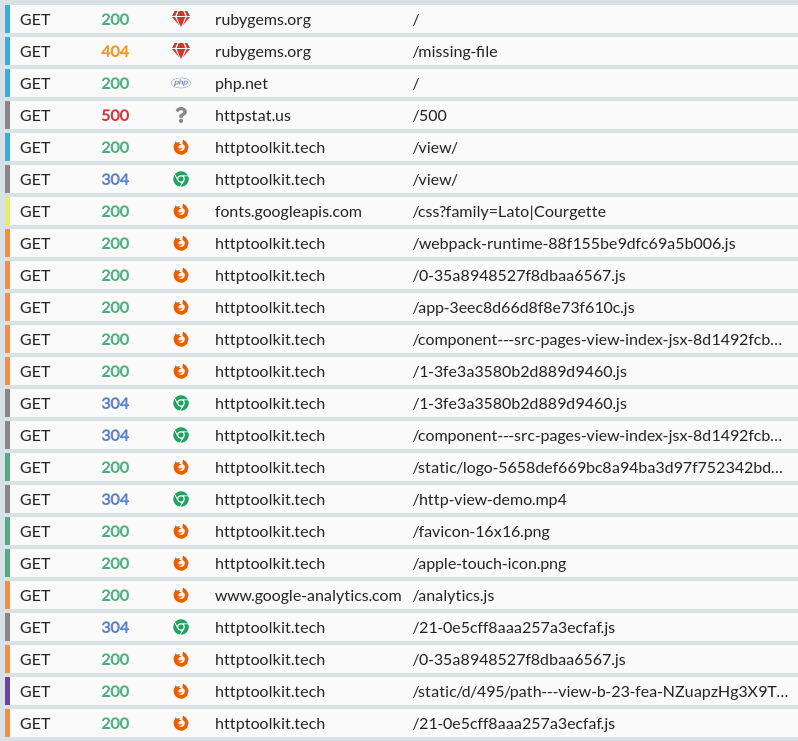 GET 200 rubygems.org /
GET 404 rubygems.org /missing-file
GET 200 php php.net /
GET 500 ? httpstat.us /500
GET 200 httptoolkit.tech /view/
GET 304 httptoolkit.tech /view/
GET 200 fonts.googleapis.com /css?family=Lato|Courgette
GET 200 httptoolkit.tech /webpack-runtime-88f155be9dfc69a5b006.js
GET 200 httptoolkit.tech /0-35a8948527f8dbaa6567.js
GET 200 httptoolkit.tech /app-3eec8d66d8f8e73f610c.js
GET 200 httptoolkit.tech /component---src-pages-view-index-jsx-8d1492fcb...
GET 200 httptoolkit.tech /1-3fe3a3580b2d889d9460.js
GET 304 httptoolkit.tech /1-3fe3a3580b2d889d9460.js
GET 304 httptoolkit.tech /component---src-pages-view-index-jsx-8d1492fcb...
GET 200 httptoolkit.tech /static/logo-5658def669bc8a94ba3d97f752342bd...
GET 304 httptoolkit.tech /http-view-demo.mp4
GET 200 httptoolkit.tech /favicon-16x16.png
GET 200 httptoolkit.tech /apple-touch-icon.png
GET 200 www.google-analytics.com /analytics.js
GET 304 httptoolkit.tech /21-0e5cff8aaa257a3ecfaf.js
GET 200 httptoolkit.tech /0-35a8948527f8dbaa6567.js
GET 200 httptoolkit.tech /static/d/495/path---view-b-23-fea-NZuapzHg3X9T...
GET 200 httptoolkit.tech /21-0e5cff8aaa257a3ecfaf.js